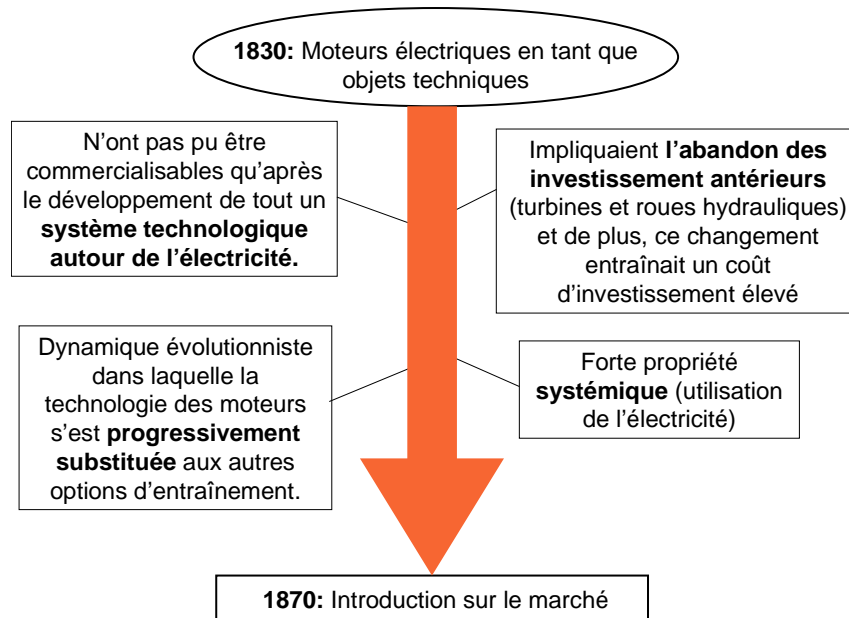 1830: Moteurs électriques en tant que
objets techniques
N'ont pas pu être
commercialisables qu'après
le développement de tout un
système technologique
autour de l'électricité.
Impliquaient l'abandon des
investissement antérieurs
(turbines et roues hydrauliques)
et de plus, ce changement
entraînait un coût
d'investissement élevé
Dynamique évolutionniste
dans laquelle la
technologie des moteurs
s'est progressivement
substituée aux autres
options d'entraînement.
Forte propriété
systémique (utilisation
de l'électricité)
1870: Introduction sur le marché